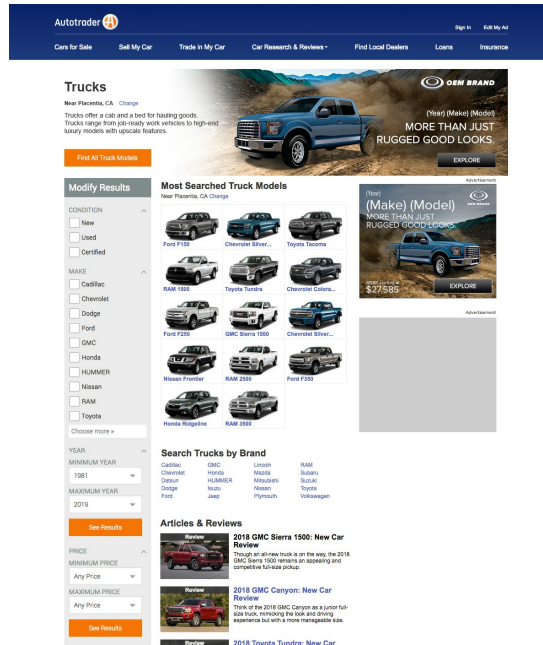 Autotrader
Sign In Edit My Ad
Cars for Sale Sell My Car Trade in My Car Car Research & Reviews Find Local Dealers Loans Insurance
Trucks
Near Placentia, CA Change
Trucks offer a cab and a bed for hauling goods.
Trucks range from job-ready work vehicles to high-end
luxury models with upscale features.
Find All Truck Models
OEM BRAND
(Year) (Make) (Model)
MORE THAN JUST
RUGGED GOOD LOOKS.
EXPLORE
Advertisement
Modify Results
CONDITION
New
Used
Certified
MAKE
Cadillac
Chevrolet
Dodge
Ford
GMC
Honda
HUMMER
Nissan
RAM
Toyota
Choose more »
YEAR
MINIMUM YEAR
1981
MAXIMUM YEAR
2019
See Results
PRICE
MINIMUM PRICE
Any Price
MAXIMUM PRICE
Any Price
See Results
Most Searched Truck Models
Near Placentia, CA Change
Ford F150 Chevrolet Silver... Toyota Tacoma
RAM 1500 Toyota Tundra Chevrolet Colora...
Ford F250 GMC Sierra 1500 Chevrolet Silver...
Nissan Frontier RAM 2500 Ford F350
Honda Ridgeline RAM 3500
(Year)
OEM BRAND
(Make) (Model)
MORE THAN JUST
RUGGED GOOD LOOKS.
MSRP starting at
$27,585
EXPLORE
Advertisement
Search Trucks by Brand
Cadillac GMC Lincoln RAM
Chevrolet Honda Mazda Subaru
Datsun HUMMER Mitsubishi Suzuki
Dodge Isuzu Nissan Toyota
Ford Jeep Plymouth Volkswagen
Articles & Reviews
Review
2018 GMC Sierra 1500: New Car
Review
Though an all-new truck is on the way, the 2018
GMC Sierra 1500 remains an appealing and
competitive full-size pickup.
Review
2018 GMC Canyon: New Car
Review
Think of the 2018 GMC Canyon as a junior full-
size truck, mimicking the look and driving
experience but with a more manageable size.
Review
2018 Toyota Tundra: New Car